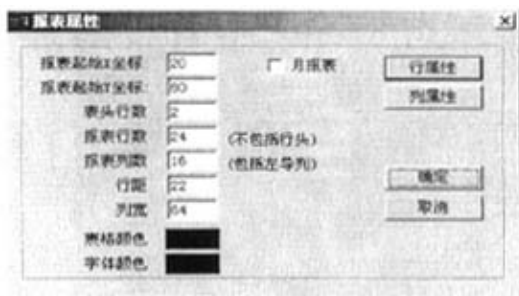 报表属性
报表起始X坐标: 20
月报表
行属性
报表起始Y坐标: 60
列属性
表头行数 2
报表行数 24 (不包括行头)
报表列数 16 (包括左导列)
行距 22
确定
列宽 64
取消
表格颜色
字体颜色